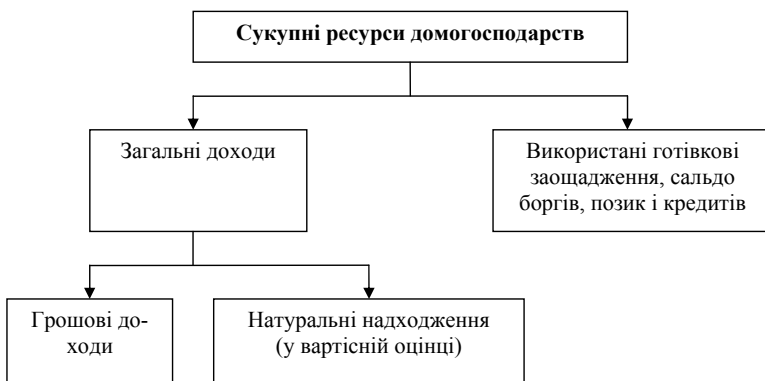 Сукупні ресурси домогосподарств
Загальні доходи
Використані готівкові
заощадження, сальдо
боргів, позик і кредитів
Грошові до-
ходи
Натуральні надходження
(у вартісній оцінці)